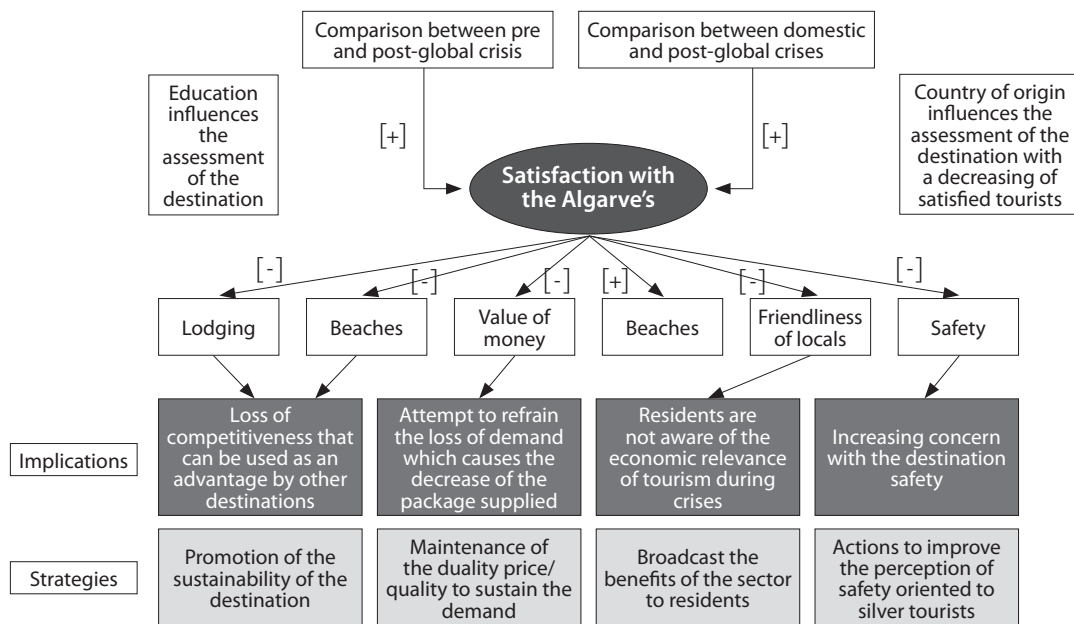 Comparison between pre
and post-global crisis
Comparison between domestic
and post-global crises
Education
influences
the
assessment
of the
destination
[+]
[+]
Country of origin
influences the
assessment of the
destination with
a decreasing of
satisfied tourists
Satisfaction with
the Algarve's
[-]
[-]
[-]
[+]
[-]
[-]
Lodging
Beaches
Value of
money
Beaches
Friendliness
of locals
Safety
Implications
Loss of
competitiveness that
can be used as an
advantage by other
destinations
Attempt to refrain
the loss of demand
which causes the
decrease of the
package supplied
Residents are
not aware of the
economic relevance
of tourism during
crises
Increasing concern
with the destination
safety
Strategies
Promotion of the
sustainability of the
destination
Maintenance of
the duality price/
quality to sustain the
demand
Broadcast the
benefits of the sector
to residents
Actions to improve
the perception of
safety oriented to
silver tourists